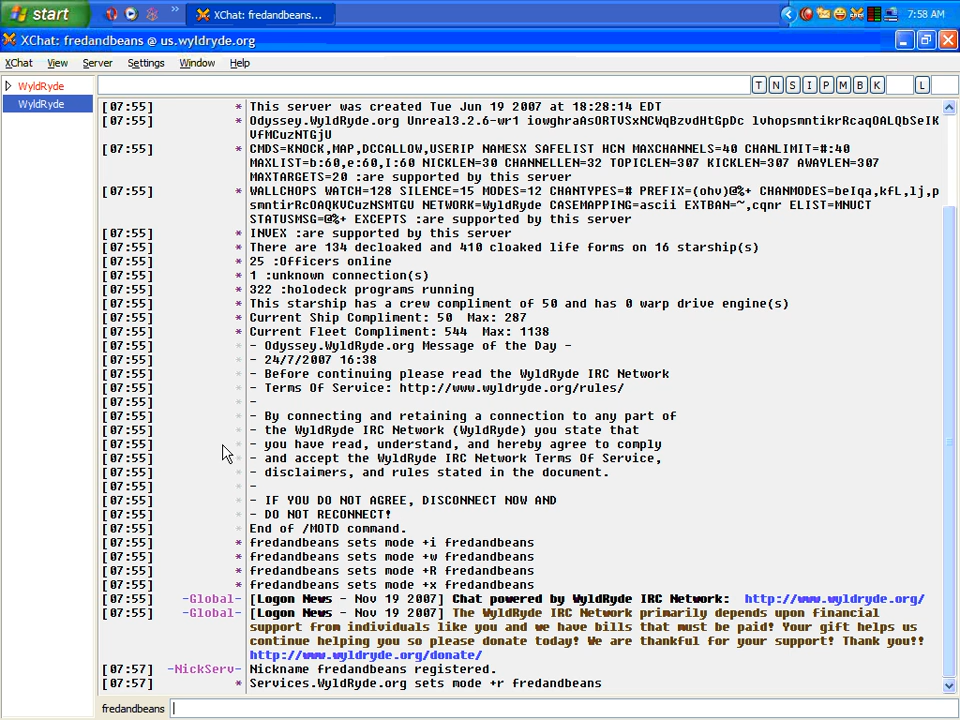 start
XChat: fredandbeans...
7:58 AM
XChat: fredandbeans @ us.wyldryde.org
XChat View Server Settings Window Help
WyldRyde
WyldRyde
T N S I P M B K L
[07:55] * This server was created Tue Jun 19 2007 at 18:28:14 EDT
[07:55] * Odyssey.WyldRyde.org Unreal3.2.6-wr1 iowghraAsORTVSxNCWqBzvdHtGpDc lvhopsmntikrRcaqOALQbSeIK
VfMCuzNTGjU
[07:55] * CMDS=KNOCK,MAP,DCCALLOW,USERIP NAMESX SAFELIST HCN MAXCHANNELS=40 CHANLIMIT=#:40
MAXLIST=b:60,e:60,I:60 NICKLEN=30 CHANNELLEN=32 TOPICLEN=307 KICKLEN=307 AWAYLEN=307
MAXTARGETS=20 :are supported by this server
[07:55] * WALLCHOPS WATCH=128 SILENCE=15 MODES=12 CHANTYPES=# PREFIX=(ohv)@%+ CHANMODES=beIqa,kfL,lj,p
smntirRcOAQKVCuzNSMTGU NETWORK=WyldRyde CASEMAPPING=ascii EXTBAN=~,cqnr ELIST=MNUCT
STATUSMSG=@%+ EXCEPTS :are supported by this server
[07:55] * INVEX :are supported by this server
[07:55] * There are 134 decloaked and 410 cloaked life forms on 16 starship(s)
[07:55] * 25 :Officers online
[07:55] * 1 :unknown connection(s)
[07:55] * 322 :holodeck programs running
[07:55] * This starship has a crew compliment of 50 and has 0 warp drive engine(s)
[07:55] * Current Ship Compliment: 50  Max: 287
[07:55] * Current Fleet Compliment: 544  Max: 1138
[07:55] * - Odyssey.WyldRyde.org Message of the Day -
[07:55] * - 24/7/2007 16:38
[07:55] * - Before continuing please read the WyldRyde IRC Network
[07:55] * - Terms Of Service: http://www.wyldryde.org/rules/
[07:55] * -
[07:55] * - By connecting and retaining a connection to any part of
[07:55] * - the WyldRyde IRC Network (WyldRyde) you state that
[07:55] * - you have read, understand, and hereby agree to comply
[07:55] * - and accept the WyldRyde IRC Network Terms Of Service,
[07:55] * - disclaimers, and rules stated in the document.
[07:55] * -
[07:55] * - IF YOU DO NOT AGREE, DISCONNECT NOW AND
[07:55] * - DO NOT RECONNECT!
[07:55] * End of /MOTD command.
[07:55] * fredandbeans sets mode +i fredandbeans
[07:55] * fredandbeans sets mode +w fredandbeans
[07:55] * fredandbeans sets mode +R fredandbeans
[07:55] * fredandbeans sets mode +x fredandbeans
[07:55] -Global- [Logon News - Nov 19 2007] Chat powered by WyldRyde IRC Network:  http://www.wyldryde.org/
[07:55] -Global- [Logon News - Nov 19 2007] The WyldRyde IRC Network primarily depends upon financial
support from individuals like you and we have bills that must be paid! Your gift helps us
continue helping you so please donate today! We are thankful for your support! Thank you!!
http://www.wyldryde.org/donate/
[07:57] -NickServ- Nickname fredandbeans registered.
[07:57] * Services.WyldRyde.org sets mode +r fredandbeans
fredandbeans